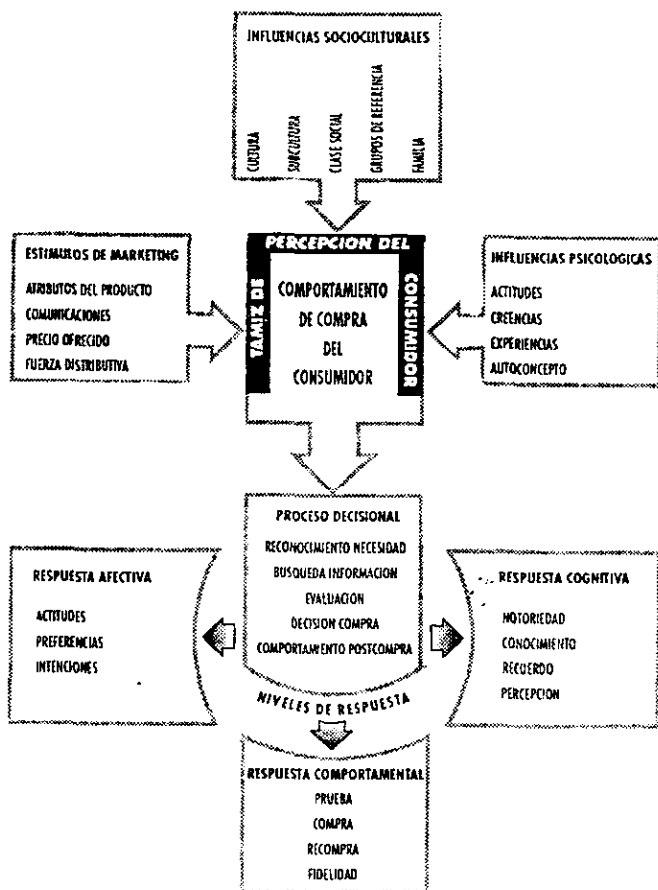 INFLUENCIAS SOCIOCULTURALES
CULTURA
SUBCULTURA
CLASE SOCIAL
GRUPOS DE REFERENCIA
FAMILIA
ESTIMULOS DE MARKETING
ATRIBUTOS DEL PRODUCTO
COMUNICACIONES
PRECIO OFRECIDO
FUERZA DISTRIBUTIVA
TAMIZ DE
PERCEPCION DEL
CONSUMIDOR
COMPORTAMIENTO
DE COMPRA
DEL
CONSUMIDOR
INFLUENCIAS PSICOLOGICAS
ACTITUDES
CREENCIAS
EXPERIENCIAS
AUTOCONCEPTO
PROCESO DECISIONAL
RECONOCIMIENTO NECESIDAD
BUSQUEDA INFORMACION
EVALUACION
DECISION COMPRA
COMPORTAMIENTO POSTCOMPRA
RESPUESTA AFECTIVA
ACTITUDES
PREFERENCIAS
INTENCIONES
RESPUESTA COGNITIVA
NOTORIEDAD
CONOCIMIENTO
RECUERDO
PERCEPCION
NIVELES DE RESPUESTA
RESPUESTA COMPORTAMENTAL
PRUEBA
COMPRA
RECOMPRA
FIDELIDAD